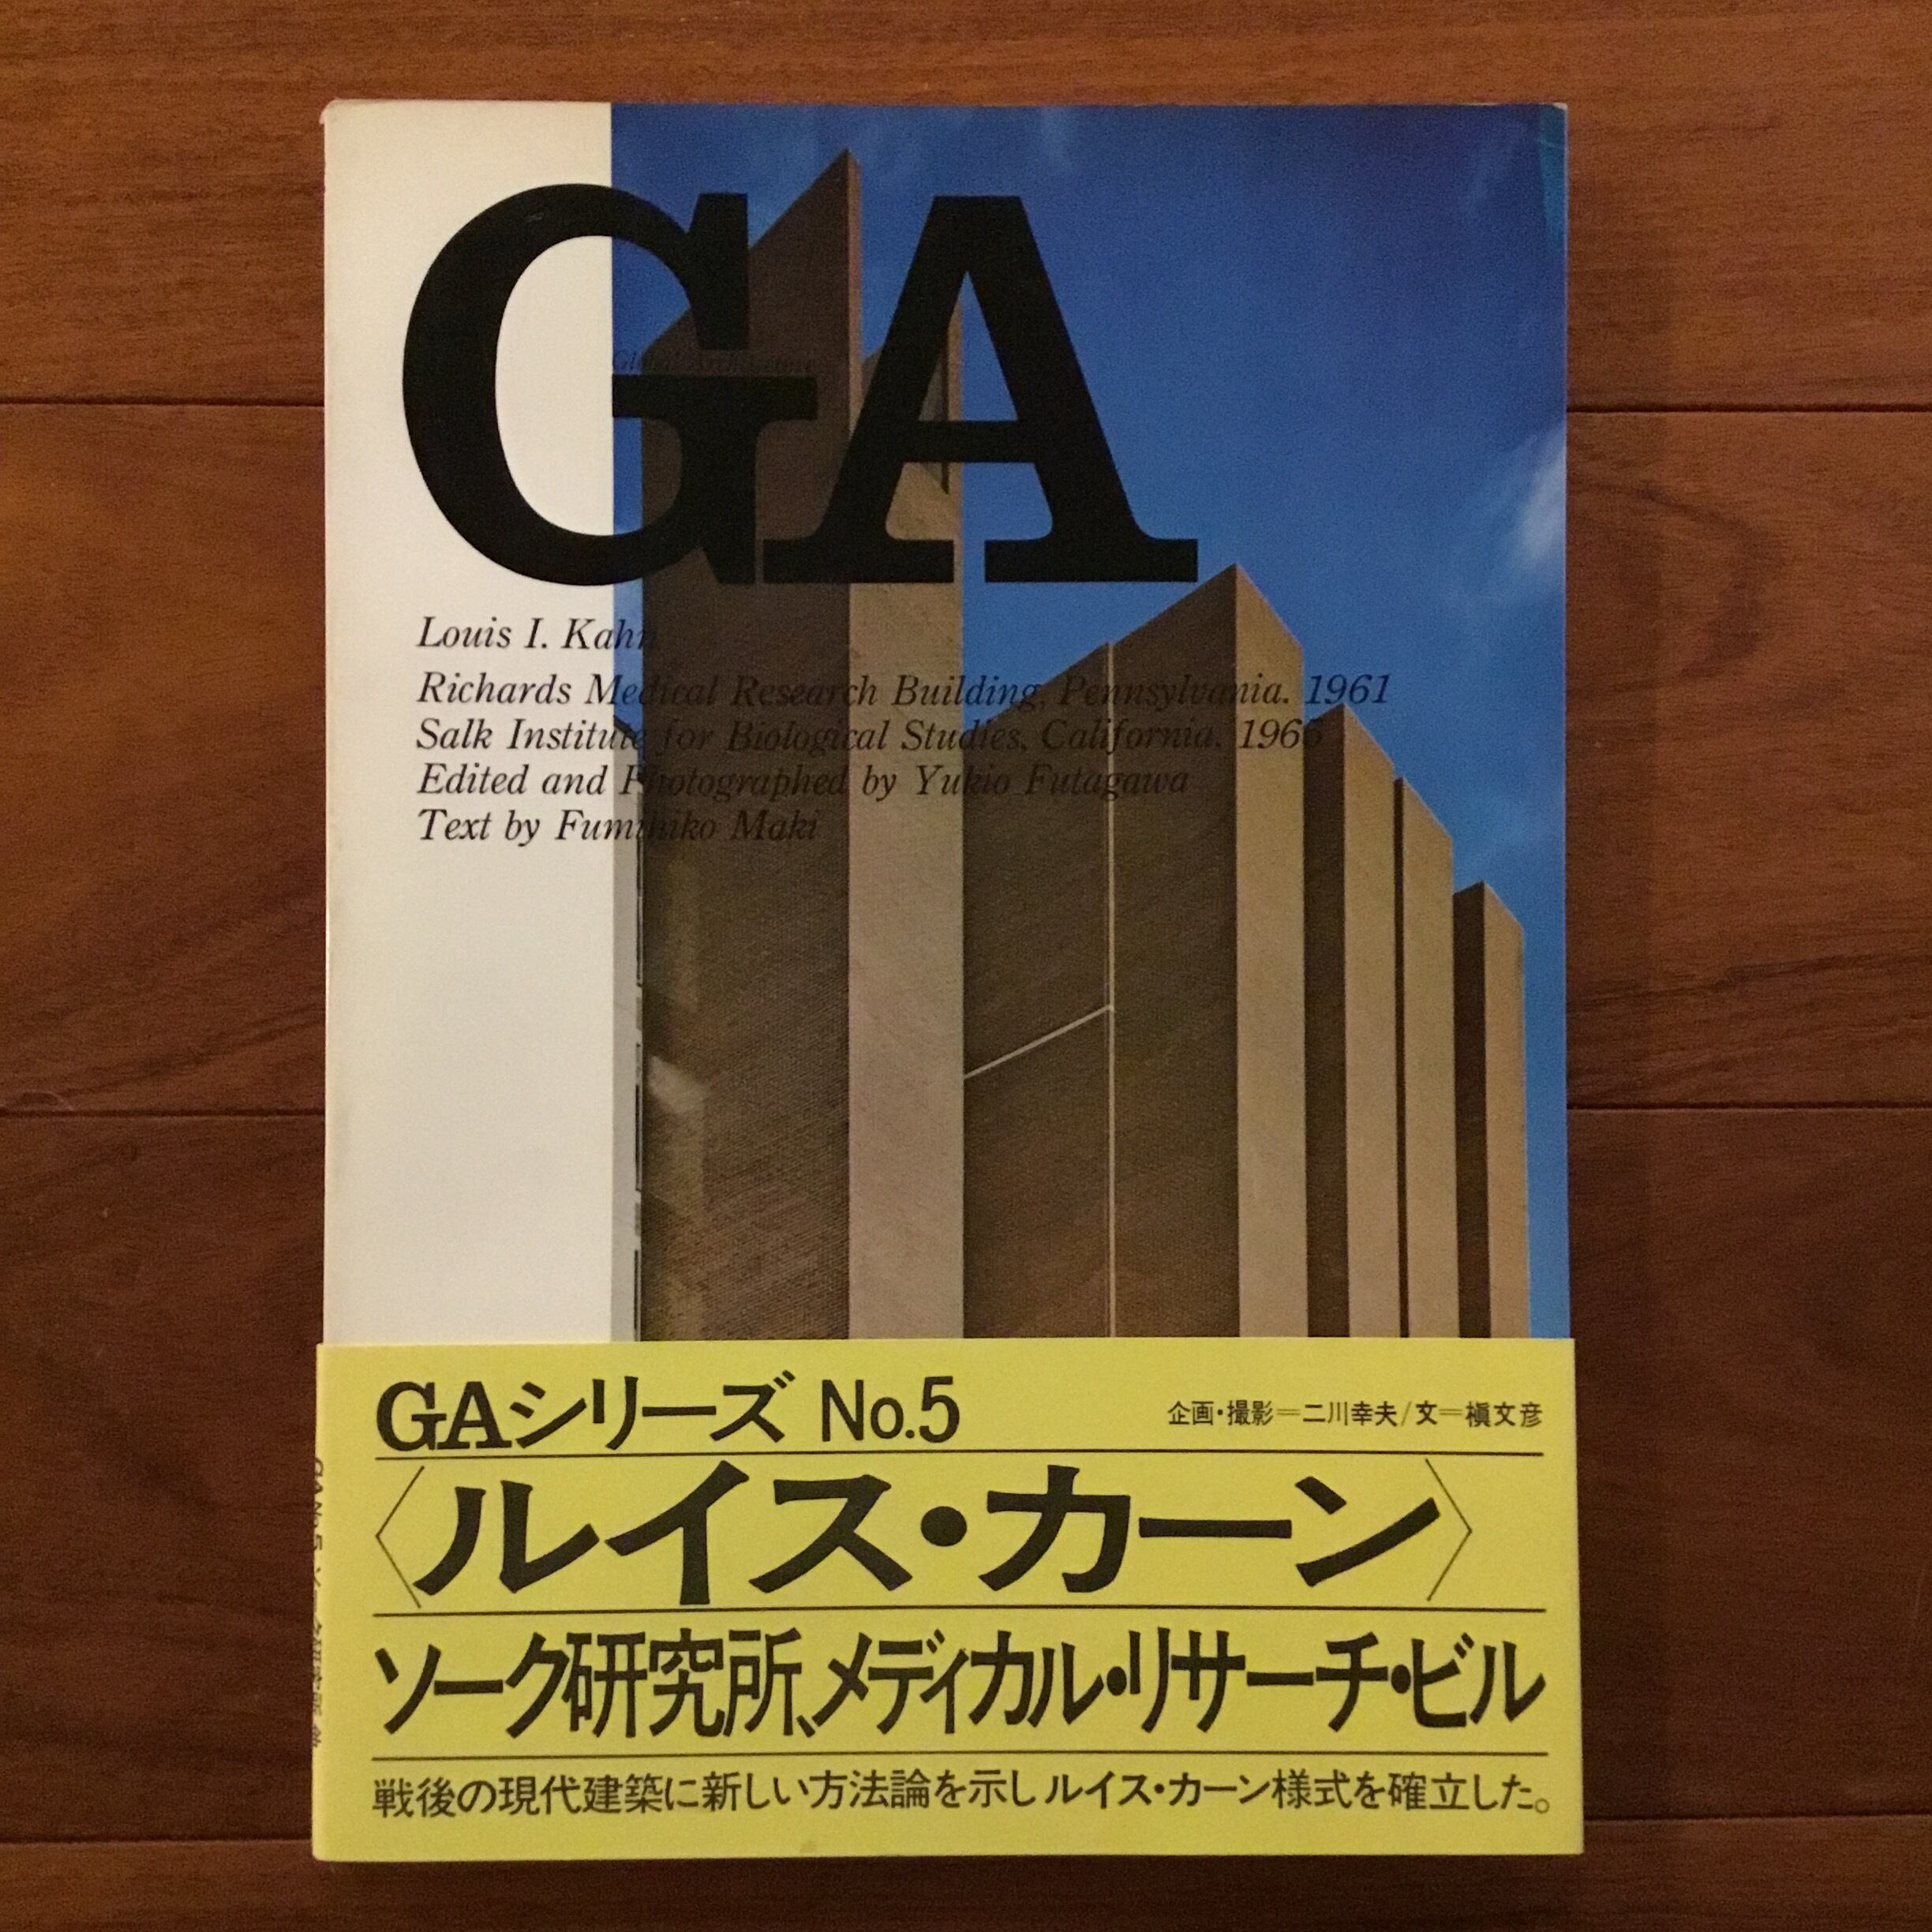 GA
Global Architecture
Louis I. Kahn
Richards Medical Research Building, Pennsylvania. 1961
Salk Institute for Biological Studies, California, 1965
Edited and Photographed by Yukio Futagawa
Text by Fumihiko Maki
GAシリーズ No.5
企画・撮影=二川幸夫/文=槇文彦
〈ルイス・カーン〉
ソーク研究所、メディカル・リサーチ・ビル
戦後の現代建築に新しい方法論を示しルイス・カーン様式を確立した。